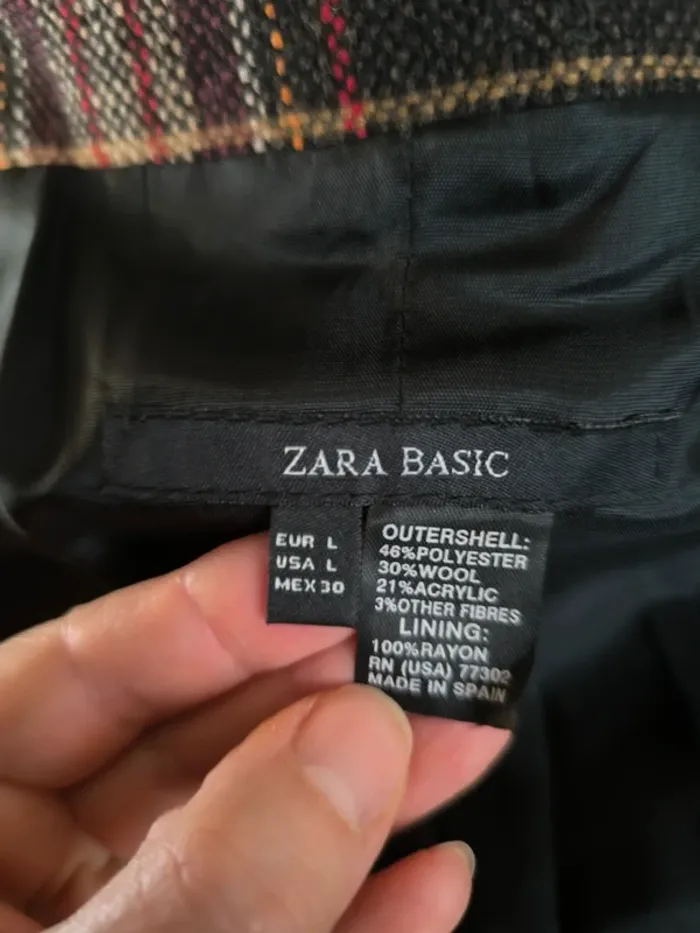 ZARA BASIC
EUR L
USA L
MEX 30
OUTERSHELL:
46%POLYESTER
30%WOOL
21%ACRYLIC
3%OTHER FIBRES
LINING:
100%RAYON
RN (USA) 77302
MADE IN SPAIN